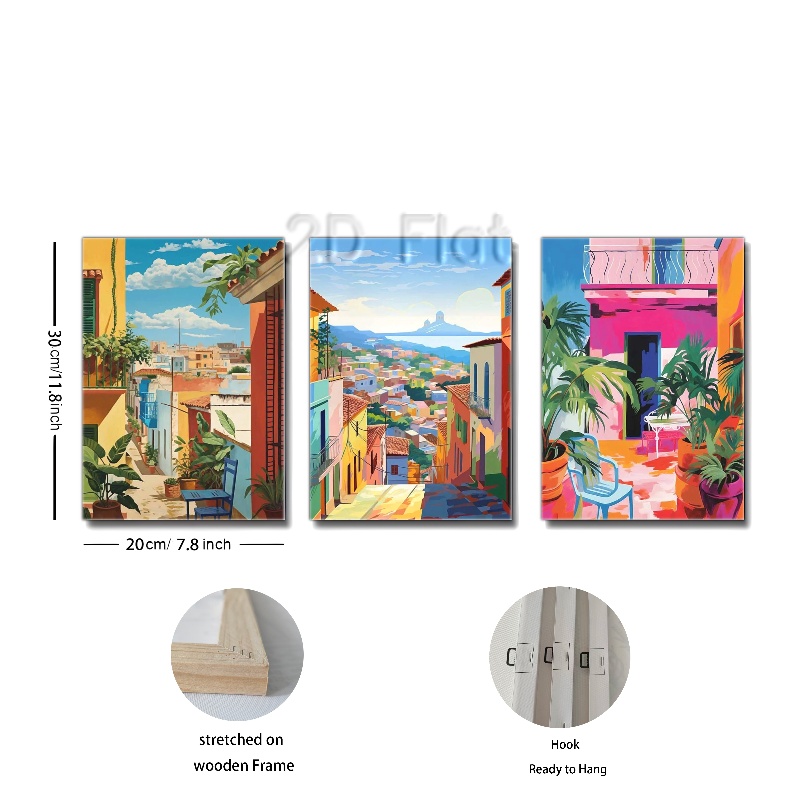 2D Flat
30cm/11.8inch
20cm/ 7.8 inch
stretched on
wooden Frame
Hook
Ready to Hang